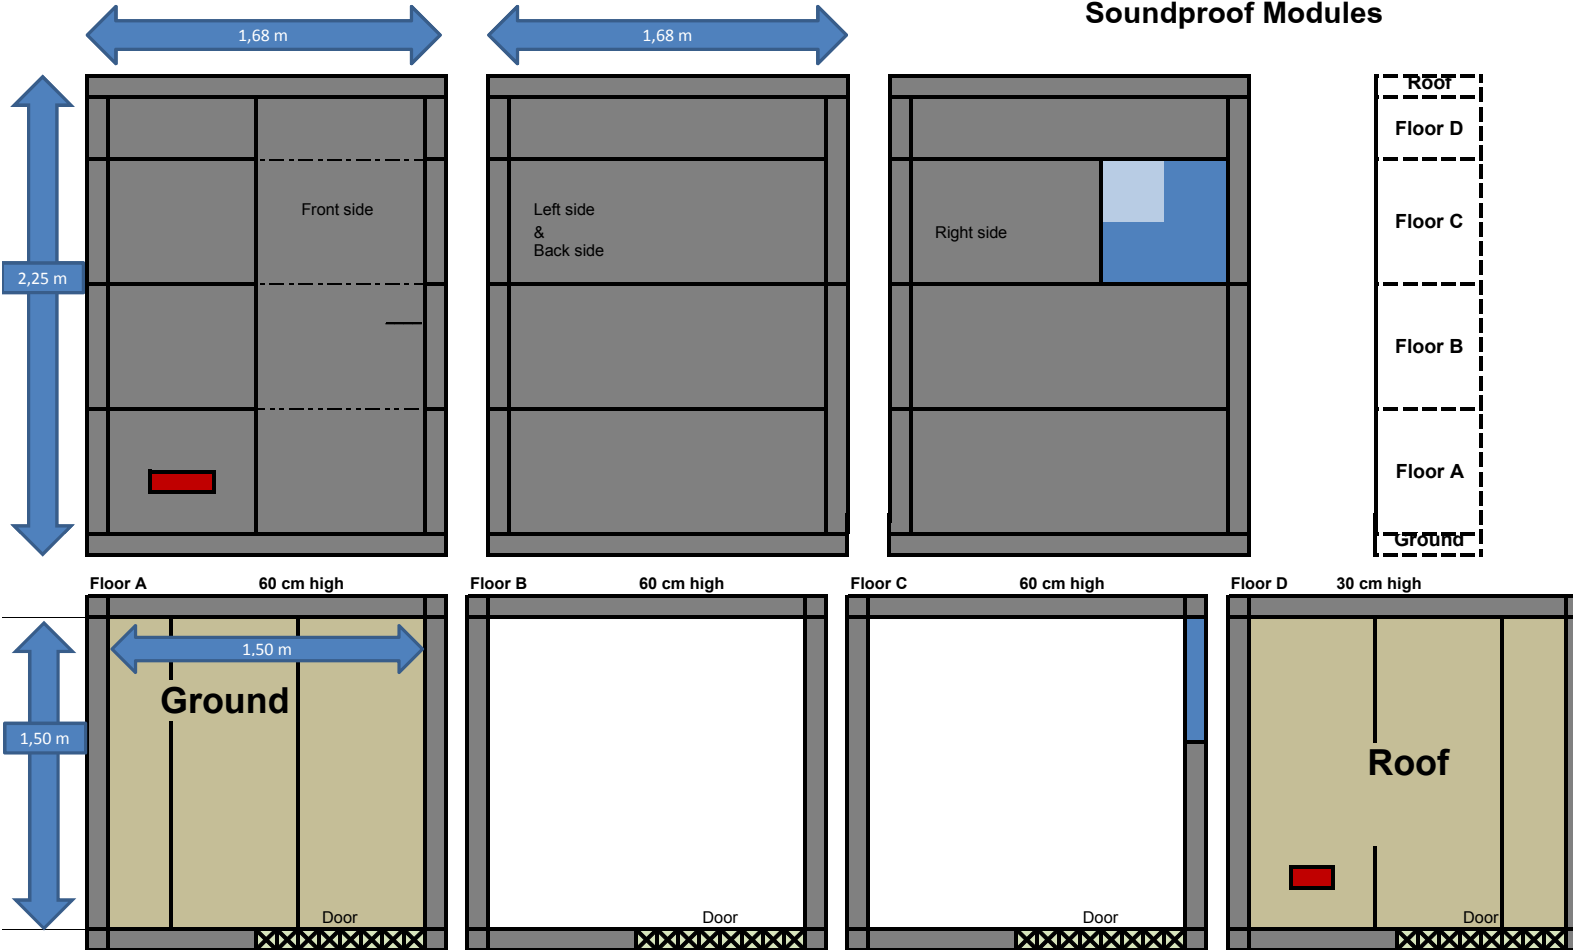 Soundproof Modules
1,68 m
1,68 m
2,25 m
Front side
Left side
&
Back side
Right side
Roof
Floor D
Floor C
Floor B
Floor A
Ground
Floor A 60 cm high
Floor B 60 cm high
Floor C 60 cm high
Floor D 30 cm high
1,50 m
1,50 m
Ground
Roof
Door
Door
Door
Door